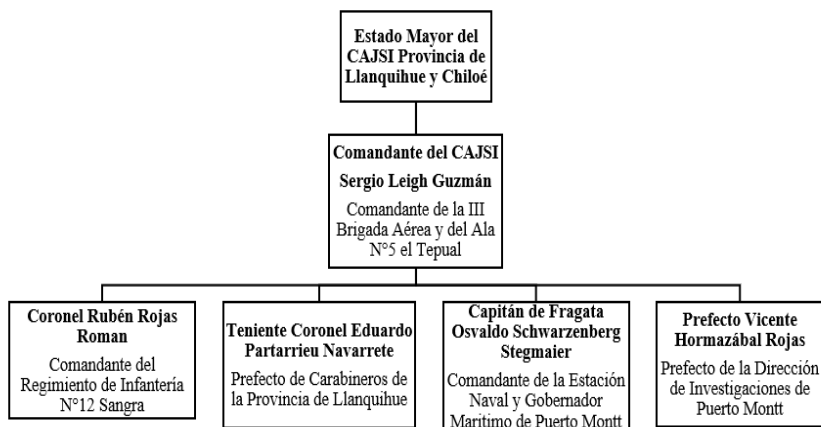 Estado Mayor del
CAJSI Provincia de
Llanquihue y Chiloé
Comandante del CAJSI
Sergio Leigh Guzmán
Comandante de la III
Brigada Aérea y del Ala
N°5 el Tepual
Coronel Rubén Rojas
Roman
Comandante del
Regimiento de Infantería
N°12 Sangra
Teniente Coronel Eduardo
Partarrieu Navarrete
Prefecto de Carabineros de
la Provincia de Llanquihue
Capitán de Fragata
Osvaldo Schwarzenberg
Stegmaier
Comandante de la Estación
Naval y Gobernador
Maritimo de Puerto Montt
Prefecto Vicente
Hormazábal Rojas
Prefecto de la Dirección
de Investigaciones de
Puerto Montt